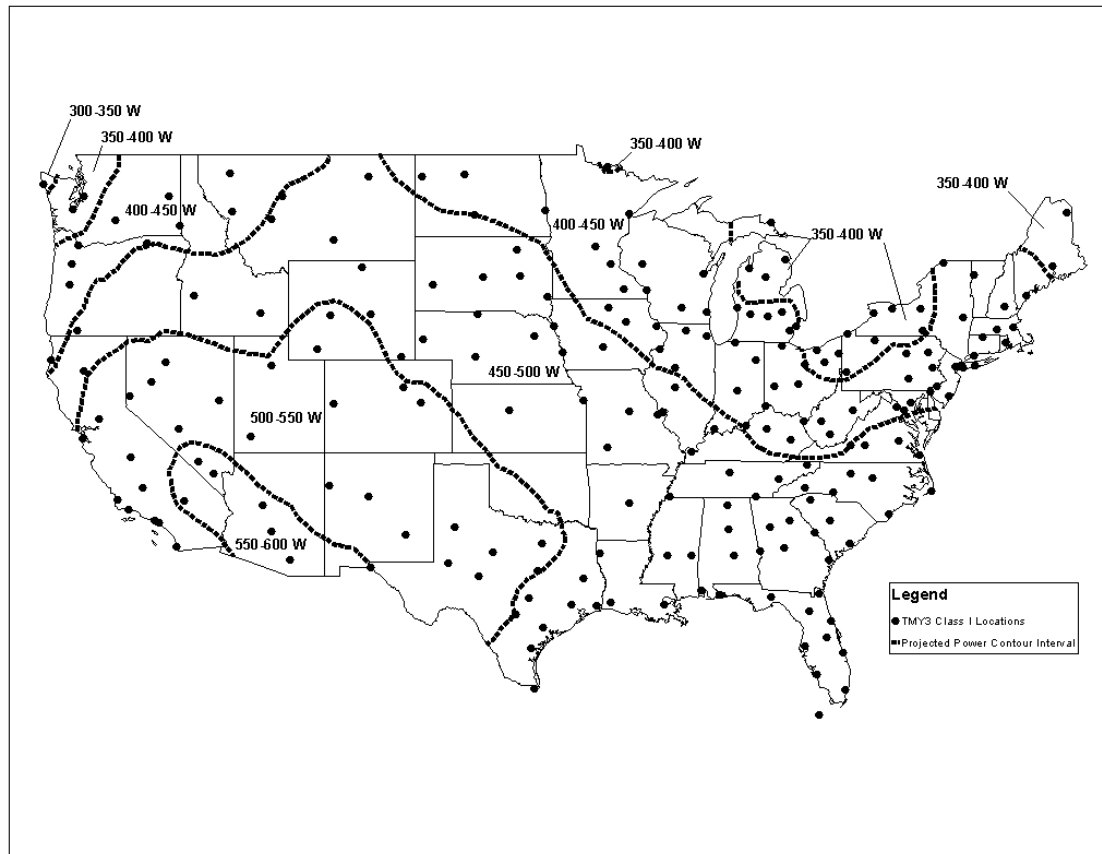 300-350 W
350-400 W
350-400 W
350-400 W
400-450 W
400-450 W
350-400 W
450-500 W
500-550 W
550-600 W
Legend
TMY3 Class I Locations
Projected Power Contour Interval